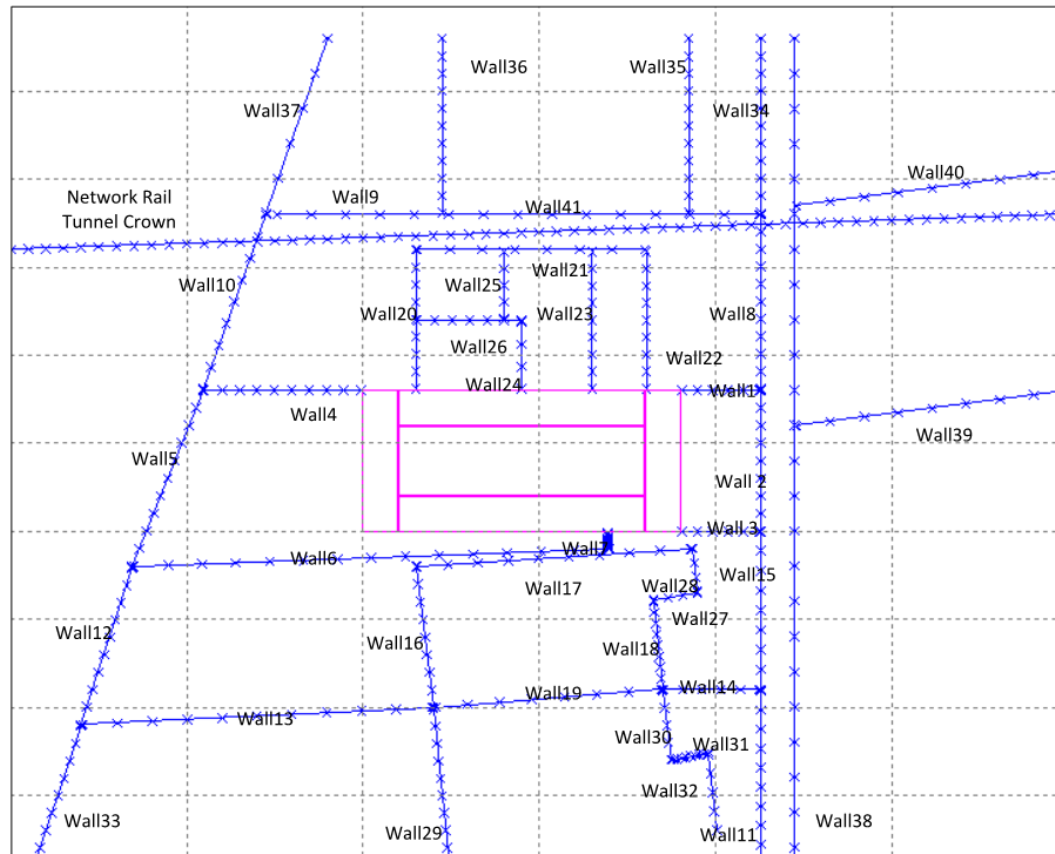 Wall36
Wall35
Wall37
Wall34
Wall40
Network Rail
Tunnel Crown
Wall9
Wall41
Wall21
Wall10
Wall25
Wall20
Wall23
Wall8
Wall26
Wall22
Wall24
Wall1
Wall4
Wall39
Wall5
Wall 2
Wall 3
Wall7
Wall6
Wall15
Wall17
Wall28
Wall27
Wall12
Wall16
Wall18
Wall14
Wall19
Wall13
Wall30
Wall31
Wall32
Wall33
Wall29
Wall11
Wall38